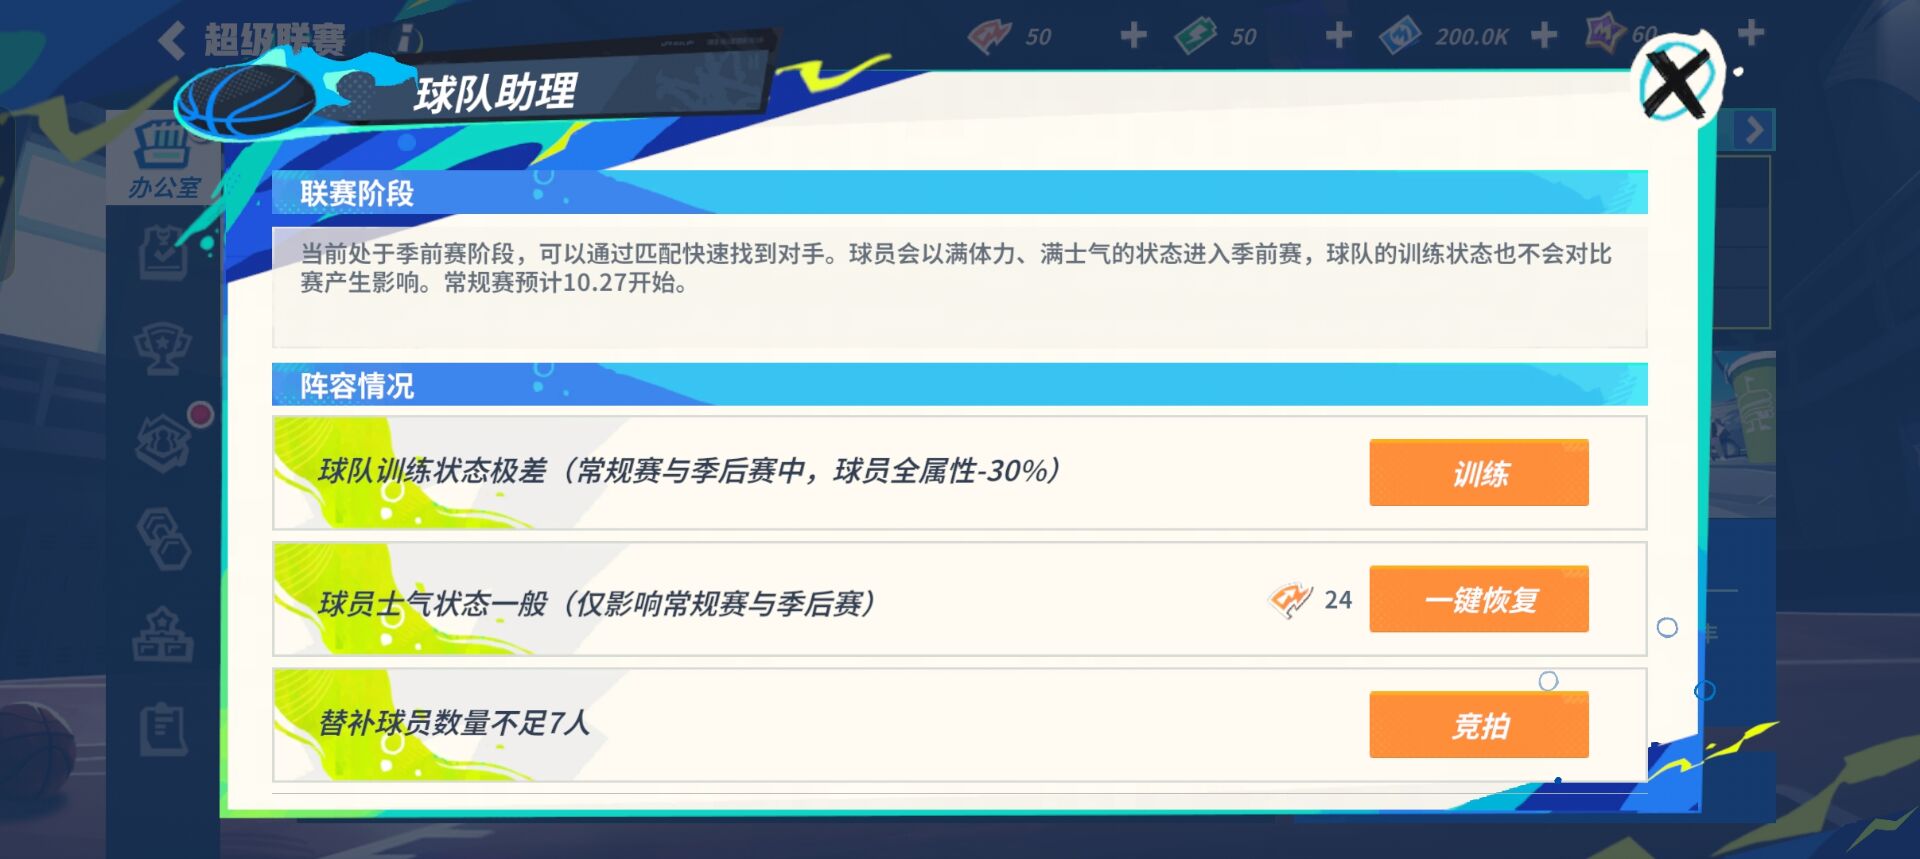 超级联赛
50
50
200.0K
60
球队助理
办公室
联赛阶段
当前处于季前赛阶段，可以通过匹配快速找到对手。球员会以满体力、满士气的状态进入季前赛，球队的训练状态也不会对比
赛产生影响。常规赛预计10.27开始。
阵容情况
球队训练状态极差（常规赛与季后赛中，球员全属性-30%）
训练
球员士气状态一般（仅影响常规赛与季后赛）
24
一键恢复
替补球员数量不足7人
竞拍